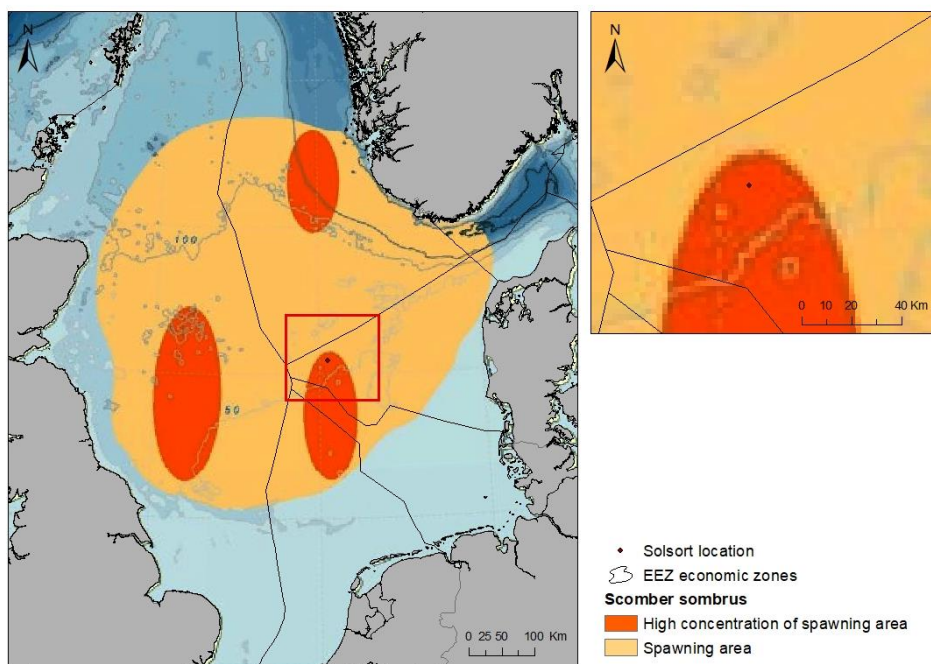 N
100
50
0 25 50 100 Km
N
0 10 20 40 Km
Solsort location
EEZ economic zones
Scomber sombrus
High concentration of spawning area
Spawning area